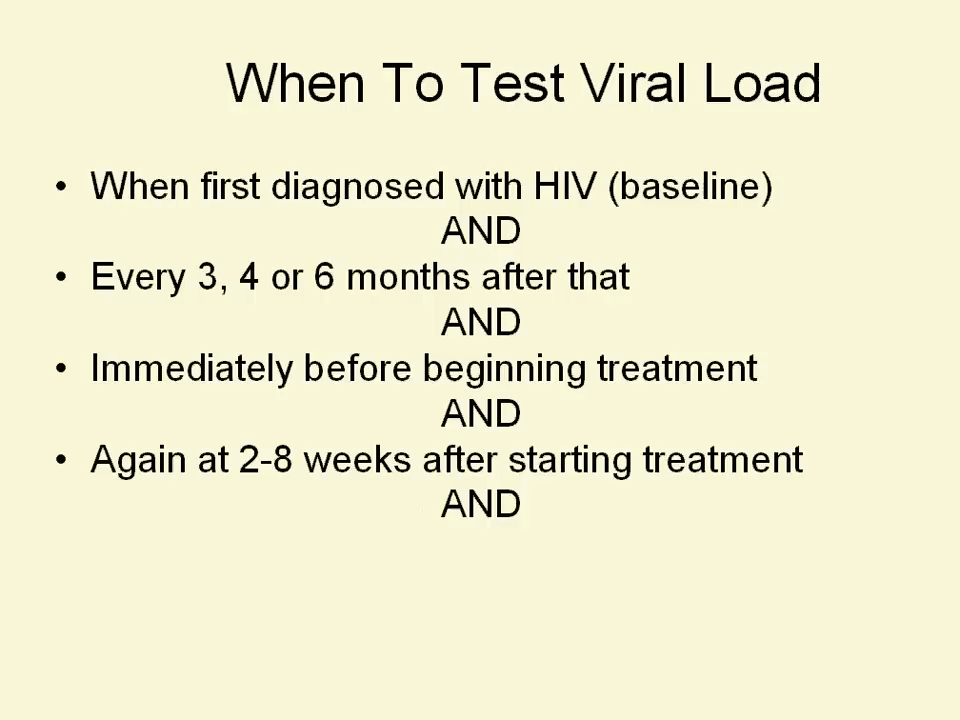 When To Test Viral Load
• When first diagnosed with HIV (baseline)
AND
• Every 3, 4 or 6 months after that
AND
• Immediately before beginning treatment
AND
• Again at 2-8 weeks after starting treatment
AND